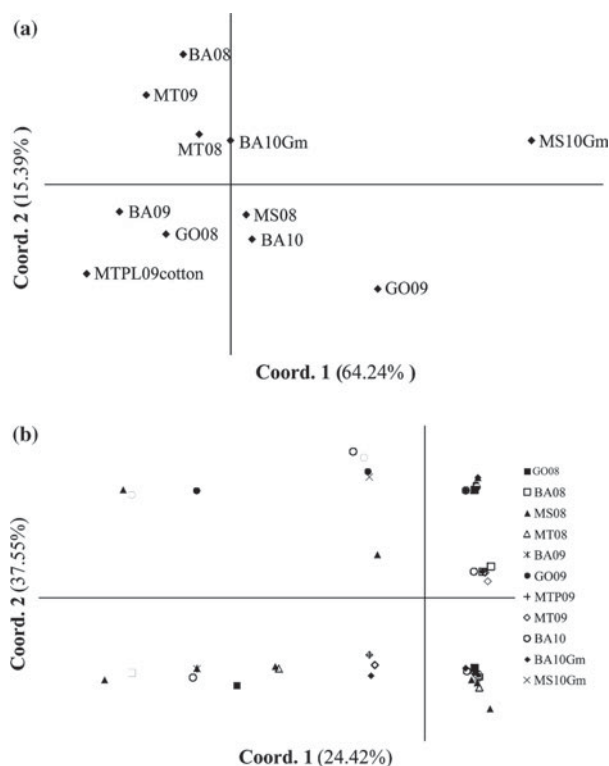 (a)
BA08
MT09
MT08
BA10Gm
MS10Gm
BA09
MS08
GO08
BA10
MTPL09cotton
GO09
Coord. 2 (15.39%)
Coord. 1 (64.24% )
(b)
GO08
BA08
MS08
MT08
BA09
GO09
MTP09
MT09
BA10
BA10Gm
MS10Gm
Coord. 2 (37.55%)
Coord. 1 (24.42%)